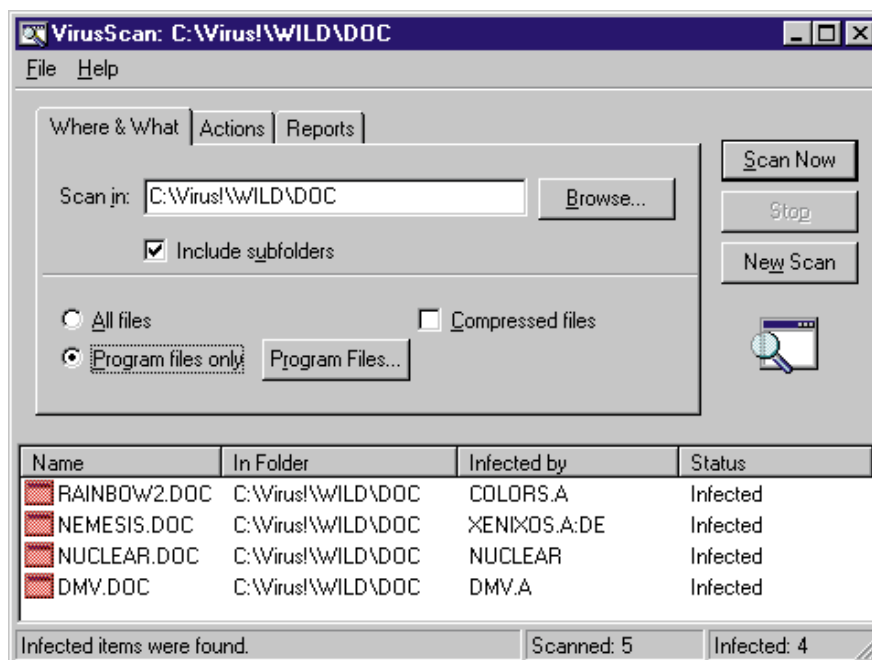 VirusScan: C:\Virus!\WILD\DOC
File Help
Where & What Actions Reports
Scan Now
Scan in: C:\Virus!\WILD\DOC Browse...
Stop
Include subfolders
New Scan
All files Compressed files
Program files only Program Files...
Name In Folder Infected by Status
RAINBOW2.DOC C:\Virus!\WILD\DOC COLORS.A Infected
NEMESIS.DOC C:\Virus!\WILD\DOC XENIXOS.A:DE Infected
NUCLEAR.DOC C:\Virus!\WILD\DOC NUCLEAR Infected
DMV.DOC C:\Virus!\WILD\DOC DMV.A Infected
Infected items were found. Scanned: 5 Infected: 4